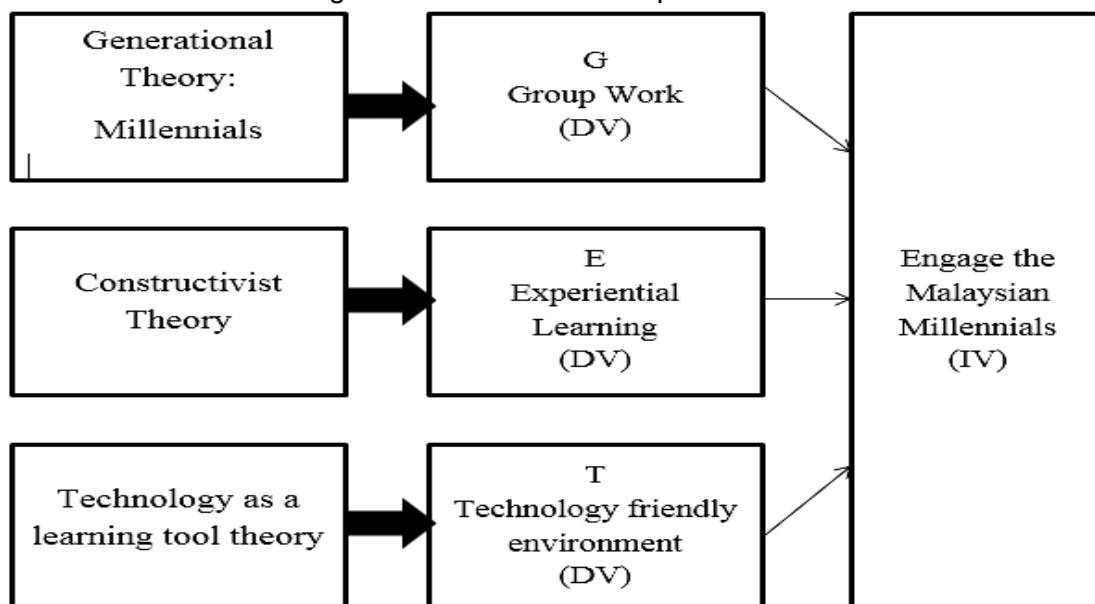 Generational
Theory:
Millennials
G
Group Work
(DV)
Constructivist
Theory
E
Experiential
Learning
(DV)
Technology as a
learning tool theory
T
Technology friendly
environment
(DV)
Engage the
Malaysian
Millennials
(IV)